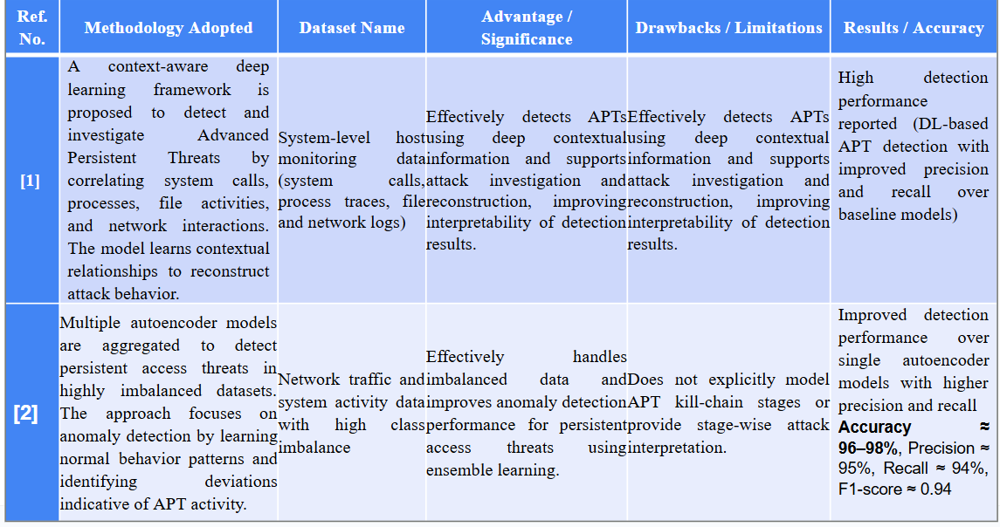 Ref.
No.
Methodology Adopted
Dataset Name
Advantage /
Significance
Drawbacks / Limitations
Results / Accuracy
[1]
A context-aware deep
learning framework is
proposed to detect and
investigate Advanced
Persistent Threats by
correlating system calls,
processes, file activities,
and network interactions.
The model learns contextual
relationships to reconstruct
attack behavior.
System-level host
monitoring data
(system calls,
process traces, file
and network logs)
Effectively detects APTs
using deep contextual
information and supports
attack investigation and
reconstruction, improving
interpretability of detection
results.
Effectively detects APTs
using deep contextual
information and supports
attack investigation and
reconstruction, improving
interpretability of detection
results.
High detection
performance
reported (DL-based
APT detection with
improved precision
and recall over
baseline models)
[2]
Multiple autoencoder models
are aggregated to detect
persistent access threats in
highly imbalanced datasets.
The approach focuses on
anomaly detection by learning
normal behavior patterns and
identifying deviations
indicative of APT activity.
Network traffic and
system activity data
with high class
imbalance
Effectively handles
imbalanced data and
improves anomaly detection
performance for persistent
access threats using
ensemble learning.
Does not explicitly model
APT kill-chain stages or
provide stage-wise attack
interpretation.
Improved detection
performance over
single autoencoder
models with higher
precision and recall
Accuracy ≈
96–98%, Precision ≈
95%, Recall ≈ 94%,
F1-score ≈ 0.94